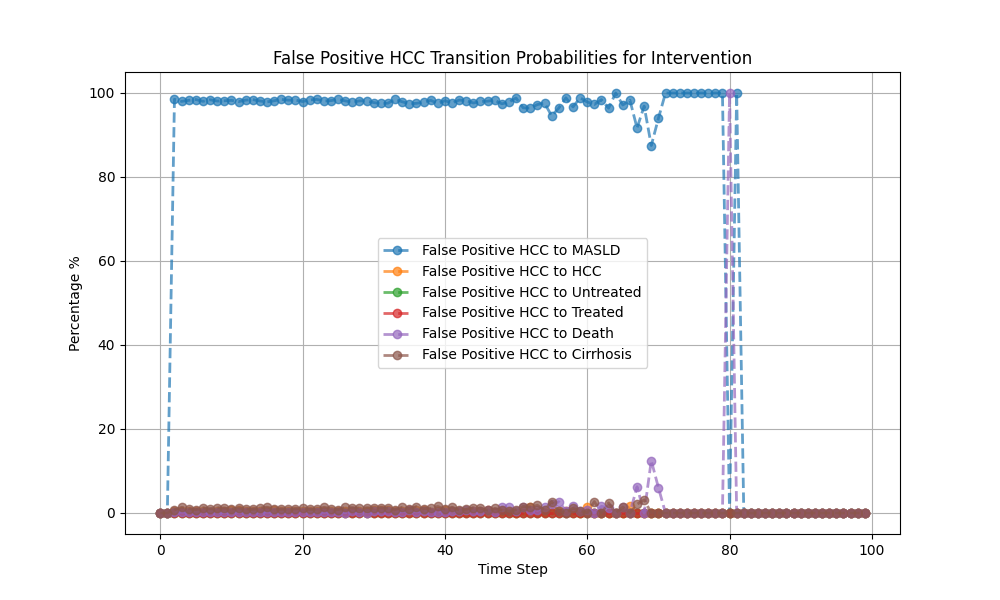 False Positive HCC Transition Probabilities for Intervention
Percentage %
100
80
60
40
20
0
False Positive HCC to MASLD
False Positive HCC to HCC
False Positive HCC to Untreated
False Positive HCC to Treated
False Positive HCC to Death
False Positive HCC to Cirrhosis
0 20 40 60 80 100
Time Step